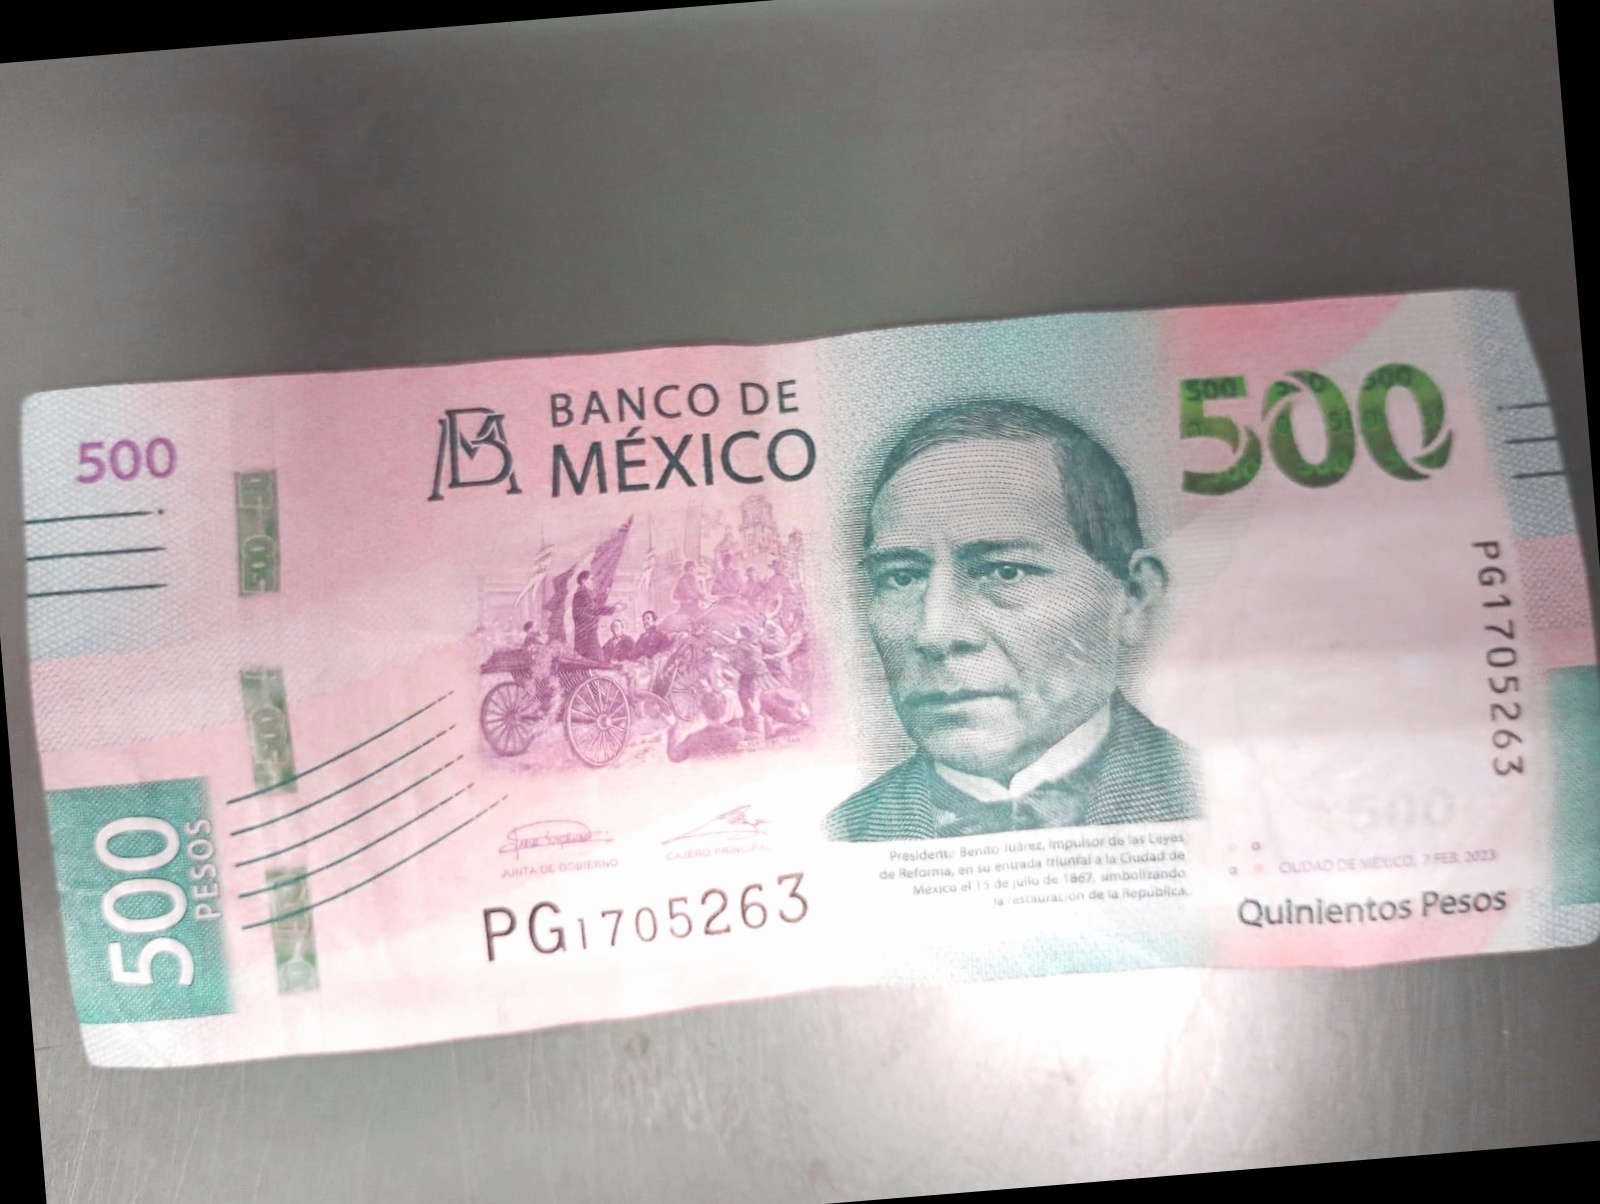 500
BANCO DE
MÉXICO
500
PG1705263
500
PESOS
JUNTA DE GOBIERNO
CAJERO PRINCIPAL
PG1705263
Presidente Benito Juárez, impulsor de las Leyes
de Reforma, en su entrada triunfal a la Ciudad de
México el 15 de julio de 1867, simbolizando
la restauración de la República.
500
CIUDAD DE MÉXICO, 7 FEB. 2023
Quinientos Pesos